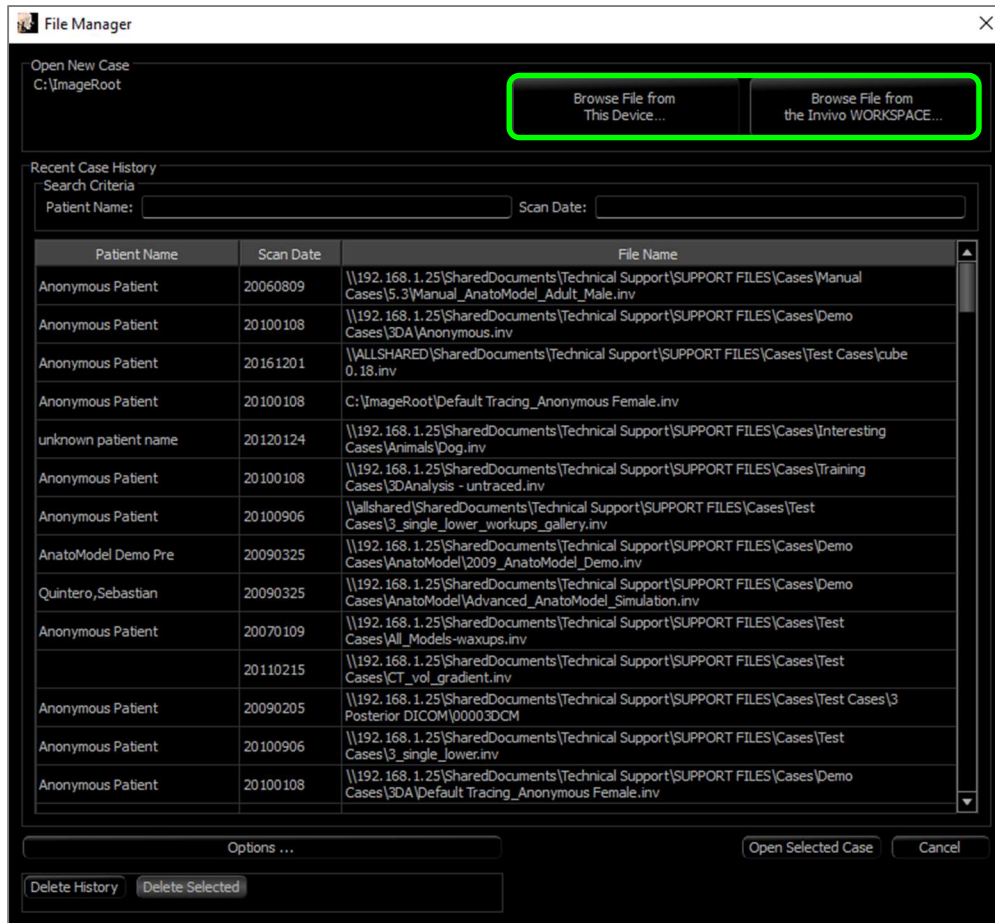 File Manager
Open New Case
C:\ImageRoot
Browse File from
This Device...
Browse File from
the Invivo WORKSPACE...
Recent Case History
Search Criteria
Patient Name:
Scan Date:
Patient Name Scan Date File Name
Anonymous Patient 20060809 \\192.168.1.25\SharedDocuments\Technical Support\SUPPORT FILES\Cases\Manual
Cases\5.3\Manual_AnatoModel_Adult_Male.inv
Anonymous Patient 20100108 \\192.168.1.25\SharedDocuments\Technical Support\SUPPORT FILES\Cases\Demo
Cases\3DA\Anonymous.inv
Anonymous Patient 20161201 \\ALLSHARED\SharedDocuments\Technical Support\SUPPORT FILES\Cases\Test Cases\cube
0.18.inv
Anonymous Patient 20100108 C:\ImageRoot\Default Tracing_Anonymous Female.inv
unknown patient name 20120124 \\192.168.1.25\SharedDocuments\Technical Support\SUPPORT FILES\Cases\Interesting
Cases\Animals\Dog.inv
Anonymous Patient 20100108 \\192.168.1.25\SharedDocuments\Technical Support\SUPPORT FILES\Cases\Training
Cases\3DAnalysis - untraced.inv
Anonymous Patient 20100906 \\allshared\SharedDocuments\Technical Support\SUPPORT FILES\Cases\Test
Cases\3_single_lower_workups_gallery.inv
AnatoModel Demo Pre 20090325 \\192.168.1.25\SharedDocuments\Technical Support\SUPPORT FILES\Cases\Demo
Cases\AnatoModel\2009_AnatoModel_Demo.inv
Quintero,Sebastian 20090325 \\192.168.1.25\SharedDocuments\Technical Support\SUPPORT FILES\Cases\Demo
Cases\AnatoModel\Advanced_AnatoModel_Simulation.inv
Anonymous Patient 20070109 \\192.168.1.25\SharedDocuments\Technical Support\SUPPORT FILES\Cases\Test
Cases\All_Models-waxups.inv
20110215 \\192.168.1.25\SharedDocuments\Technical Support\SUPPORT FILES\Cases\Test
Cases\CT_vol_gradient.inv
Anonymous Patient 20090205 \\192.168.1.25\SharedDocuments\Technical Support\SUPPORT FILES\Cases\Test Cases\3
Posterior DICOM\00003DCM
Anonymous Patient 20100906 \\192.168.1.25\SharedDocuments\Technical Support\SUPPORT FILES\Cases\Test
Cases\3_single_lower.inv
Anonymous Patient 20100108 \\192.168.1.25\SharedDocuments\Technical Support\SUPPORT FILES\Cases\Demo
Cases\3DA\Default Tracing_Anonymous Female.inv
Options ...
Open Selected Case
Cancel
Delete History
Delete Selected